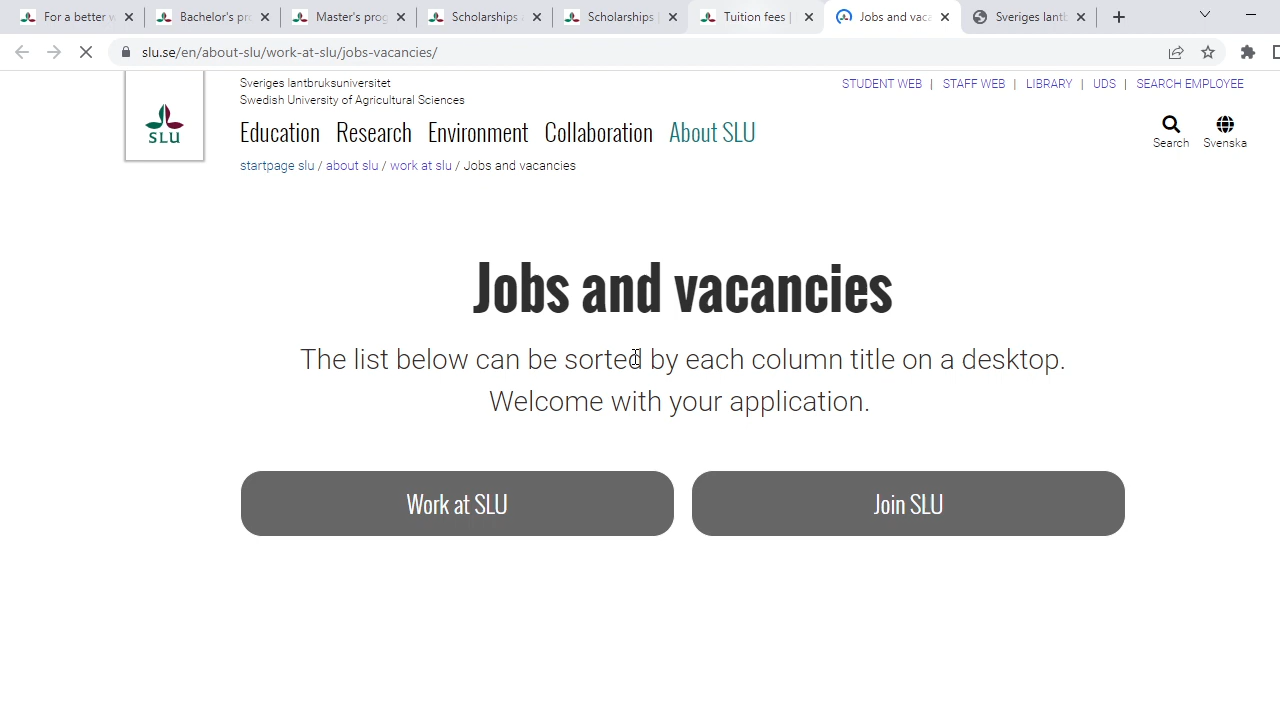 For a better w
Bachelor's pr
Master's prog
Scholarships
Scholarships
Tuition fees |
Jobs and vaca
Sveriges lantb
slu.se/en/about-slu/work-at-slu/jobs-vacancies/
SLU
Sveriges lantbruksuniversitet
Swedish University of Agricultural Sciences
STUDENT WEB | STAFF WEB | LIBRARY | UDS | SEARCH EMPLOYEE
Education Research Environment Collaboration About SLU
Search Svenska
startpage slu / about slu / work at slu / Jobs and vacancies
Jobs and vacancies
The list below can be sorted by each column title on a desktop.
Welcome with your application.
Work at SLU
Join SLU